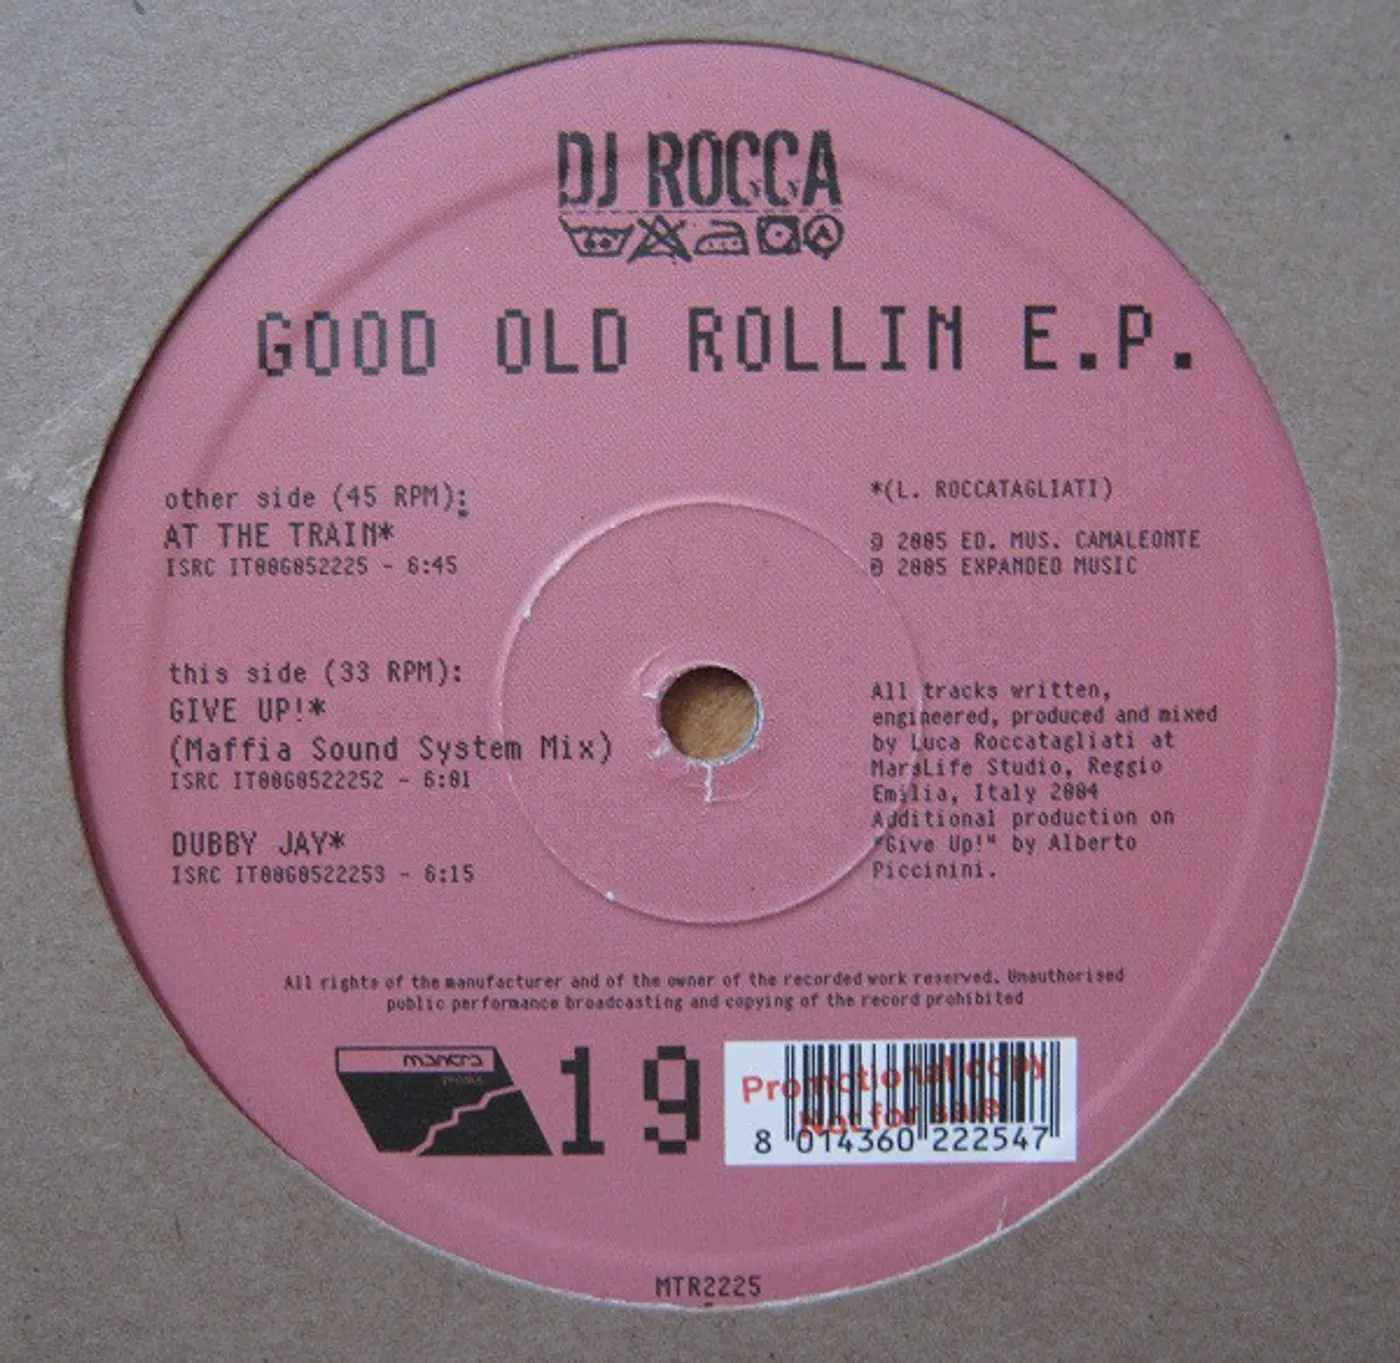 DJ ROCCA
GOOD OLD ROLLIN E.P.
other side (45 RPM):
AT THE TRAIN*
ISRC IT00G052225 - 6:45
this side (33 RPM):
GIVE UP!*
(Maffia Sound System Mix)
ISRC IT00G0522252 - 6:01
DUBBY JAY*
ISRC IT00G0522253 - 6:15
*(L. ROCCATAGLIATI)
© 2005 ED. MUS. CAMALEONTE
℗ 2005 EXPANDED MUSIC
All tracks written,
engineered, produced and mixed
by Luca Roccatagliati at
MarsLife Studio, Reggio
Emilia, Italy 2004
Additional production on
"Give Up!" by Alberto
Piccinini.
All rights of the manufacturer and of the owner of the recorded work reserved. Unauthorised
public performance broadcasting and copying of the record prohibited
mantra
19
Promotional copy
Not for sale
8 014360 222547
MTR2225